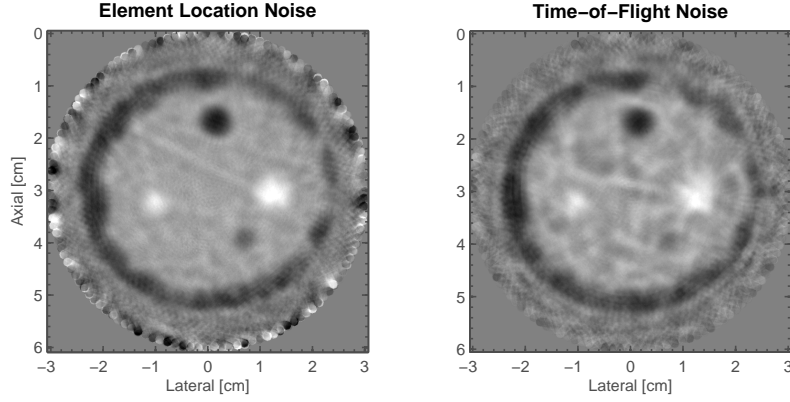 Element Location Noise
Time-of-Flight Noise
0
1
2
3
4
5
6
Axial [cm]
-3 -2 -1 0 1 2 3
Lateral [cm]
0
1
2
3
4
5
6
-3 -2 -1 0 1 2 3
Lateral [cm]